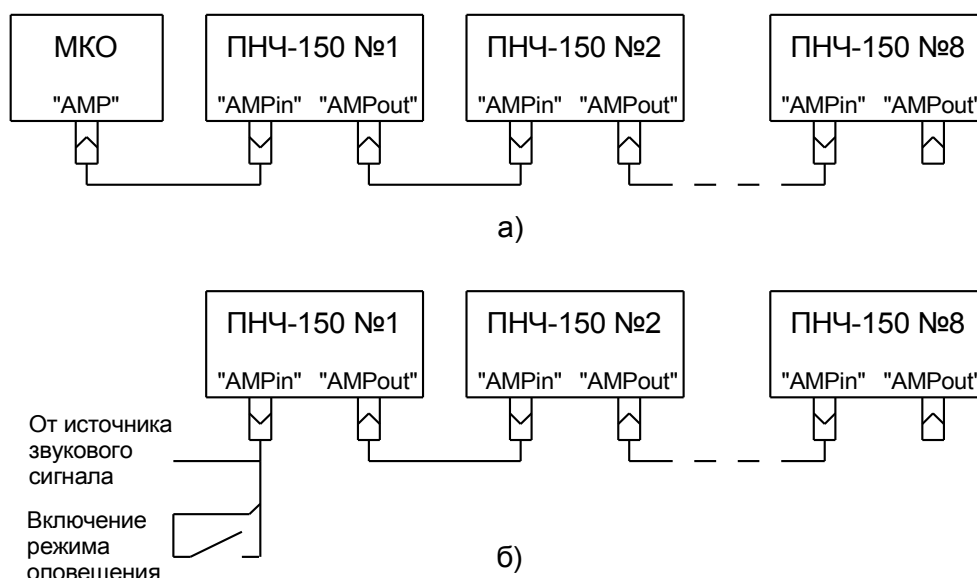 МКО ПНЧ-150 №1 ПНЧ-150 №2 ПНЧ-150 №8
"AMP" "AMPin" "AMPout" "AMPin" "AMPout" "AMPin" "AMPout"
а)
ПНЧ-150 №1 ПНЧ-150 №2 ПНЧ-150 №8
"AMPin" "AMPout" "AMPin" "AMPout" "AMPin" "AMPout"
От источника
звукового
сигнала
Включение
режима
оповещения
б)